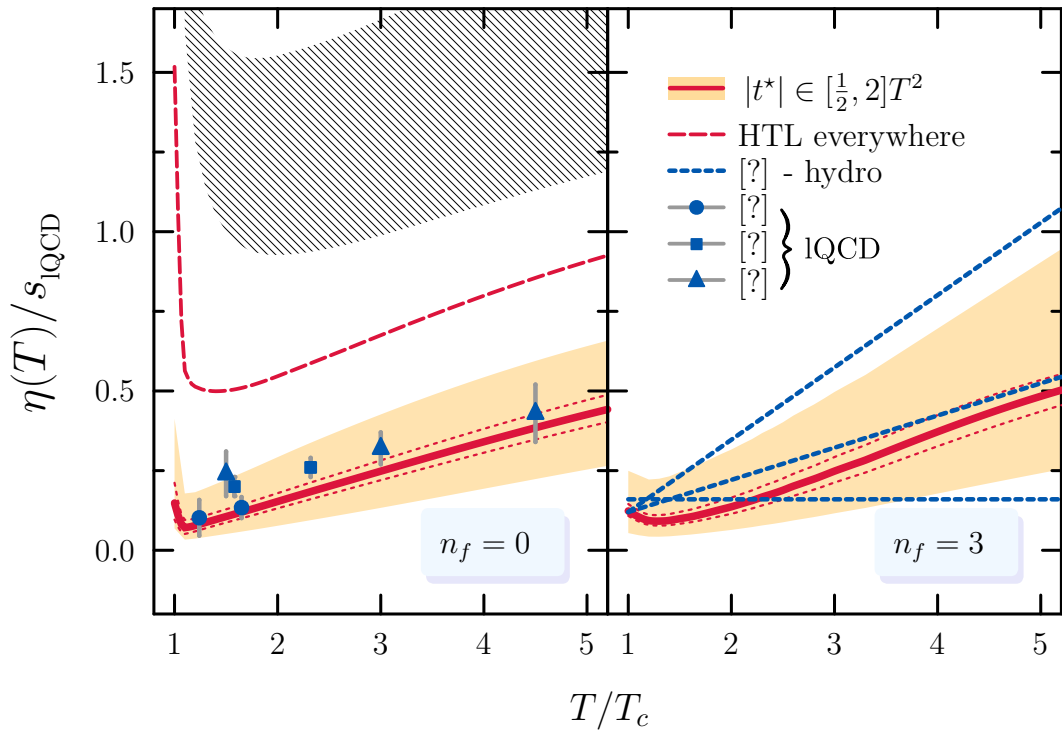 η(T)/s_lQCD
1.5
1.0
0.5
0.0
|t⋆| ∈ [1/2, 2]T²
HTL everywhere
[?] - hydro
[?]
[?] } lQCD
[?]
n_f = 0
n_f = 3
1 2 3 4 5 1 2 3 4 5
T/T_c